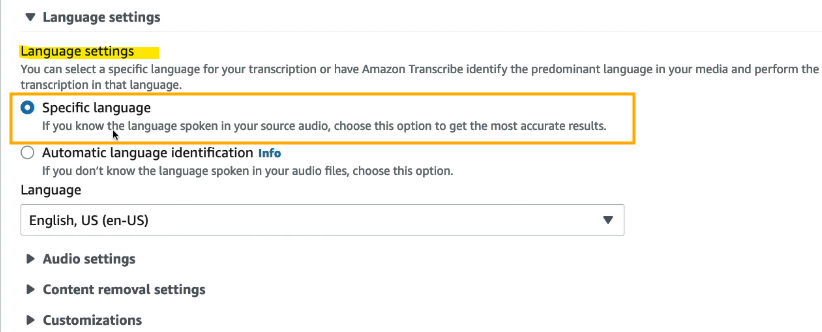 Language settings
Language settings
You can select a specific language for your transcription or have Amazon Transcribe identify the predominant language in your media and perform the
transcription in that language.
Specific language
If you know the language spoken in your source audio, choose this option to get the most accurate results.
Automatic language identification Info
If you don't know the language spoken in your audio files, choose this option.
Language
English, US (en-US)
Audio settings
Content removal settings
Customizations